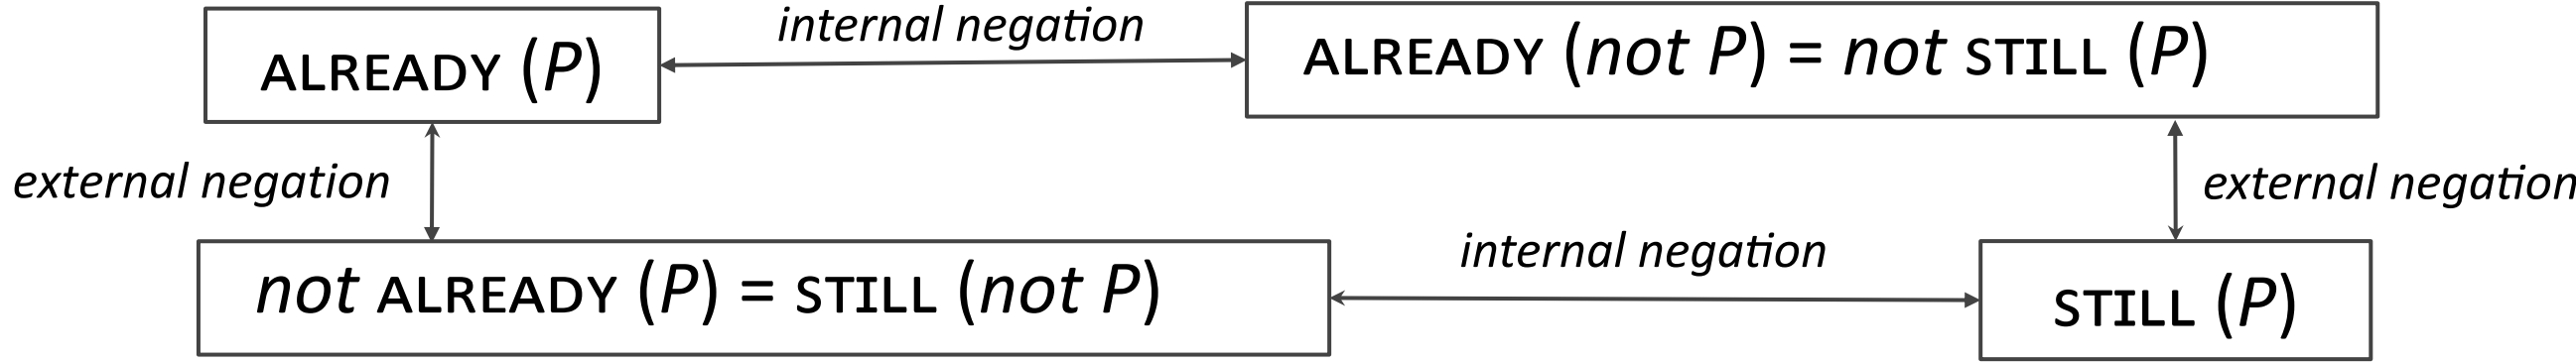 internal negation
ALREADY (P)
ALREADY (not P) = not STILL (P)
external negation
external negation
internal negation
not ALREADY (P) = STILL (not P)
STILL (P)